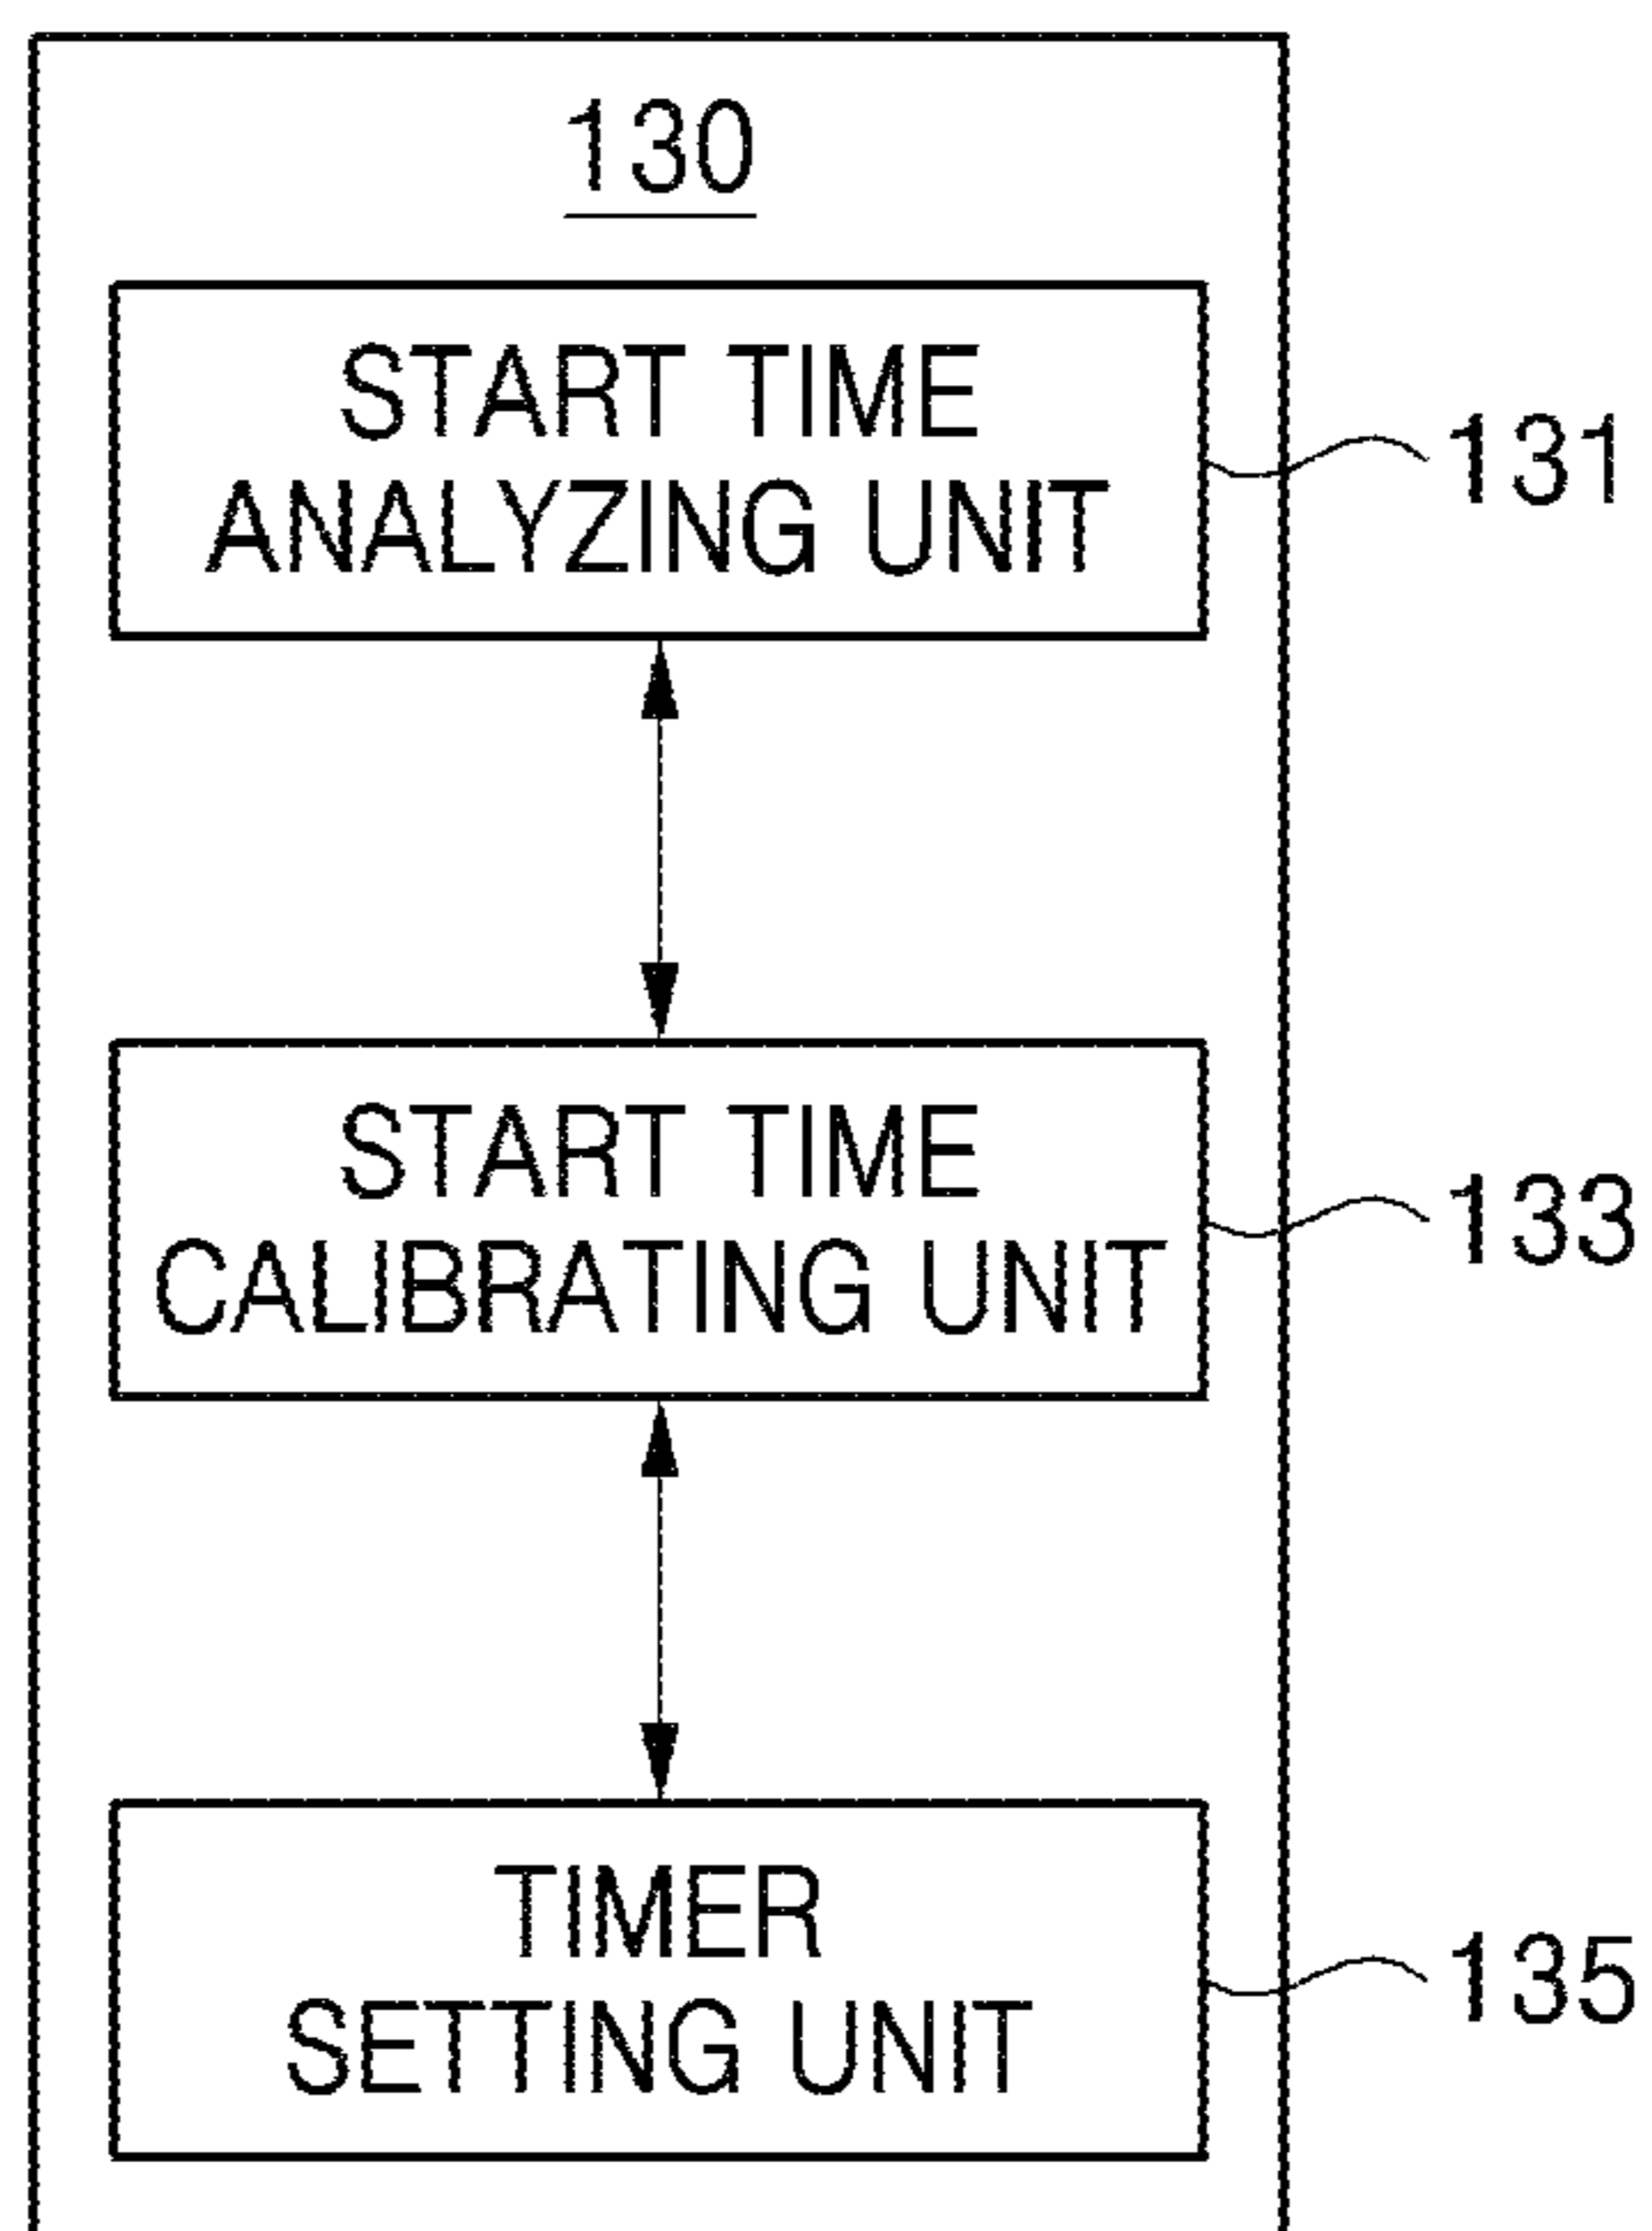 130
START TIME
ANALYZING UNIT
131
START TIME
CALIBRATING UNIT
133
TIMER
SETTING UNIT
135